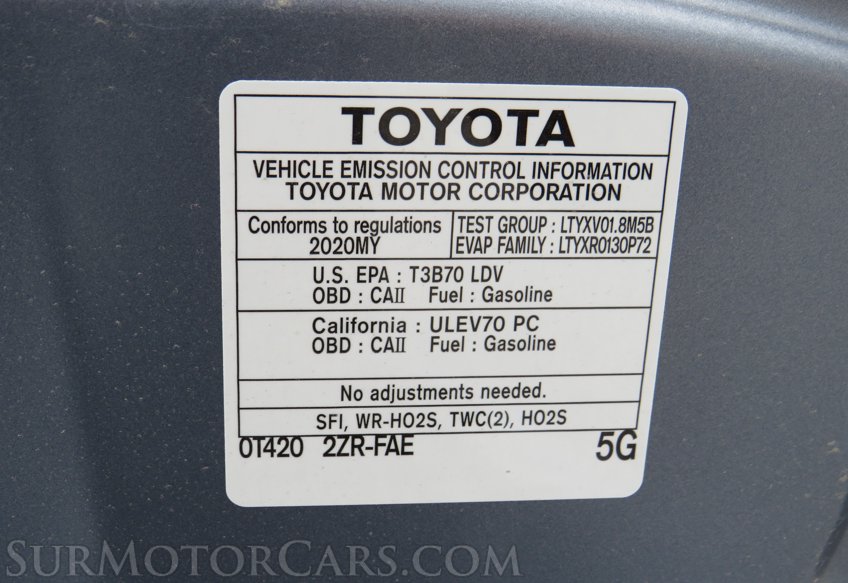 TOYOTA
VEHICLE EMISSION CONTROL INFORMATION
TOYOTA MOTOR CORPORATION
Conforms to regulations
2020MY
TEST GROUP : LTYXV01.8M5B
EVAP FAMILY : LTYXR0130P72
U.S. EPA : T3B70 LDV
OBD : CAII Fuel : Gasoline
California : ULEV70 PC
OBD : CAII Fuel : Gasoline
No adjustments needed.
SFI, WR-HO2S, TWC(2), HO2S
0T420 2ZR-FAE 5G
SURMOTORCARS.COM